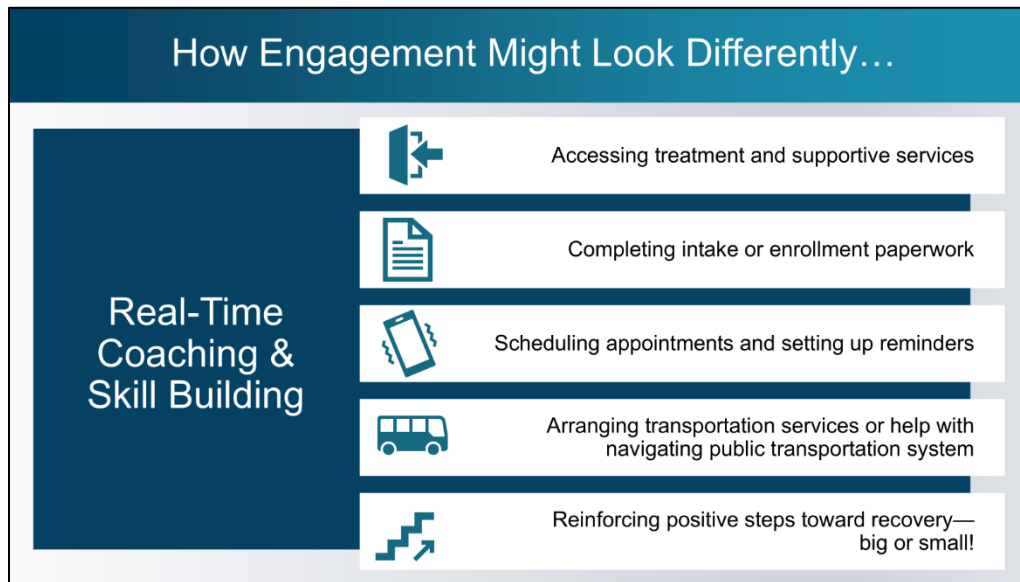 How Engagement Might Look Differently…
Real-Time
Coaching &
Skill Building
Accessing treatment and supportive services
Completing intake or enrollment paperwork
Scheduling appointments and setting up reminders
Arranging transportation services or help with
navigating public transportation system
Reinforcing positive steps toward recovery—
big or small!